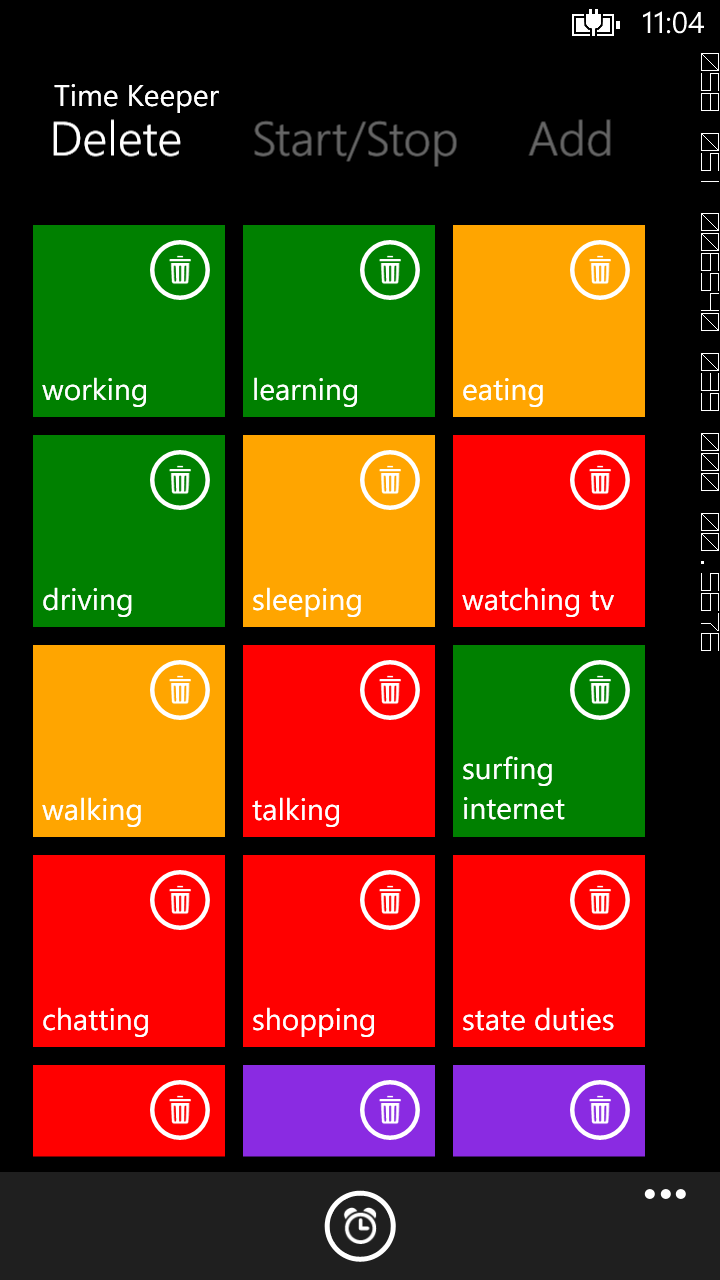 11:04
Time Keeper
Delete Start/Stop Add
working learning eating
driving sleeping watching tv
walking talking surfing
internet
chatting shopping state duties